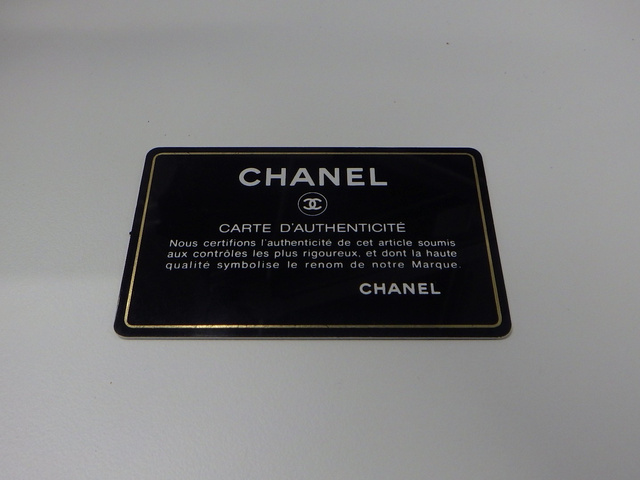 CHANEL
CARTE D'AUTHENTICITÉ
Nous certifions l'authenticité de cet article soumis
aux contrôles les plus rigoureux, et dont la haute
qualité symbolise le renom de notre Marque.
CHANEL